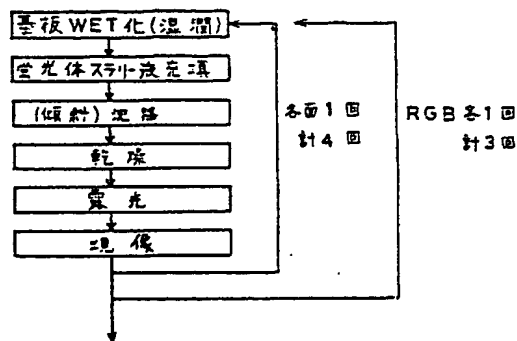 基板WET化(湿潤)
蛍光体スラリー液充填
(傾斜)沈降
乾燥
露光
現像
各面1回
計4回
RGB各1回
計3回